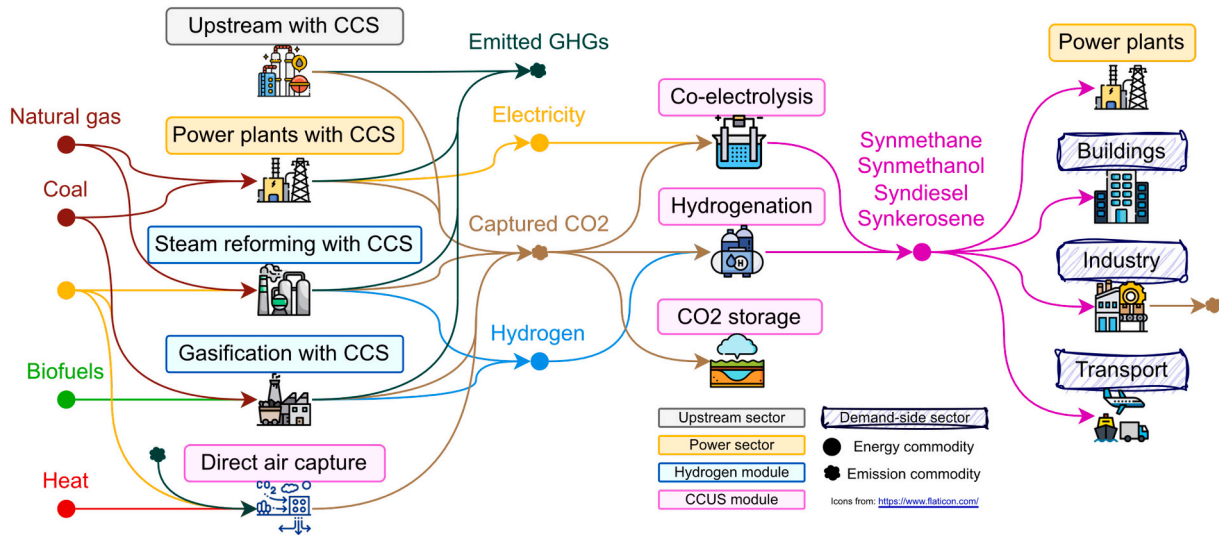 Upstream with CCS
Emitted GHGs
Power plants
Natural gas
Power plants with CCS
Electricity
Co-electrolysis
Synmethane
Synmethanol
Syndiesel
Synkerosene
Buildings
Coal
Steam reforming with CCS
Captured CO2
Hydrogenation
Industry
Gasification with CCS
Hydrogen
CO2 storage
Biofuels
Transport
Direct air capture
Heat
CO2
H
Upstream sector
Demand-side sector
Power sector
Energy commodity
Hydrogen module
Emission commodity
CCUS module
Icons from: https://www.flaticon.com/